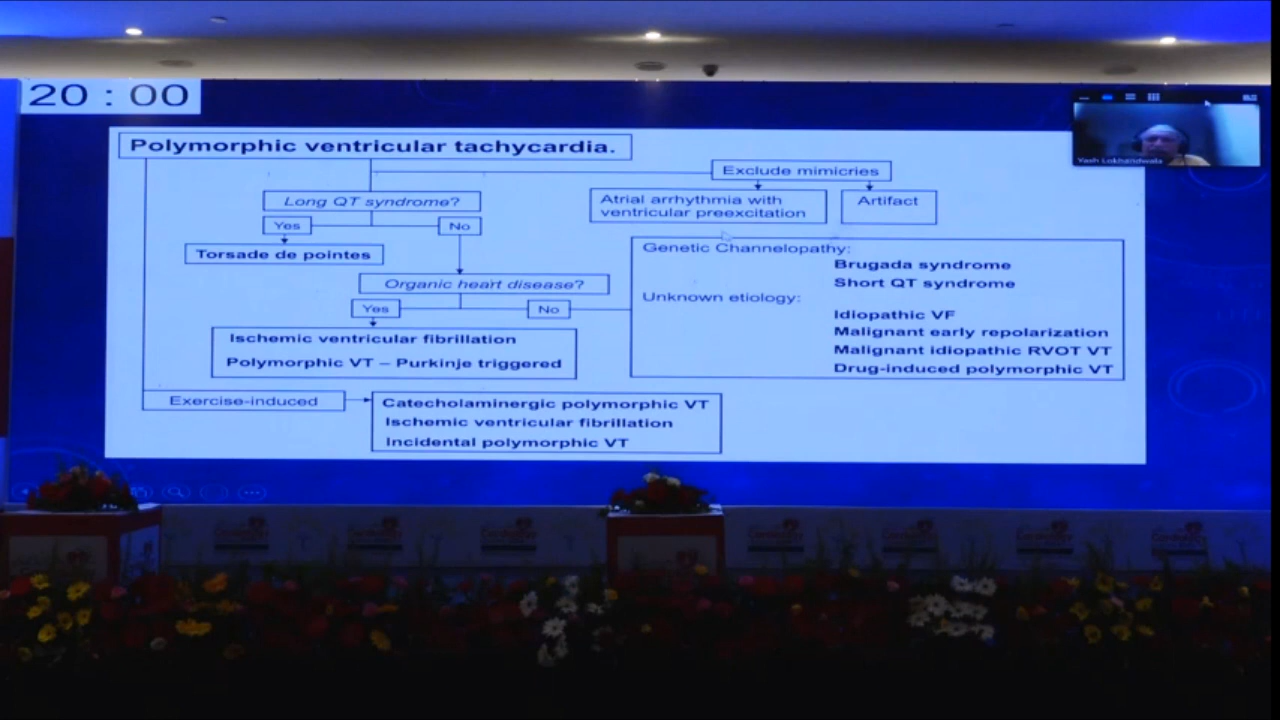 20 : 00
Polymorphic ventricular tachycardia.
Exclude mimicries
Long QT syndrome?
Atrial arrhythmia with
ventricular preexcitation
Artifact
Yes
No
Torsade de pointes
Organic heart disease?
Yes
No
Genetic Channelopathy:
Brugada syndrome
Short QT syndrome
Unknown etiology:
Idiopathic VF
Malignant early repolarization
Malignant idiopathic RVOT VT
Drug-induced polymorphic VT
Ischemic ventricular fibrillation
Polymorphic VT – Purkinje triggered
Exercise-induced
Catecholaminergic polymorphic VT
Ischemic ventricular fibrillation
Incidental polymorphic VT
Yash Lokhandwala